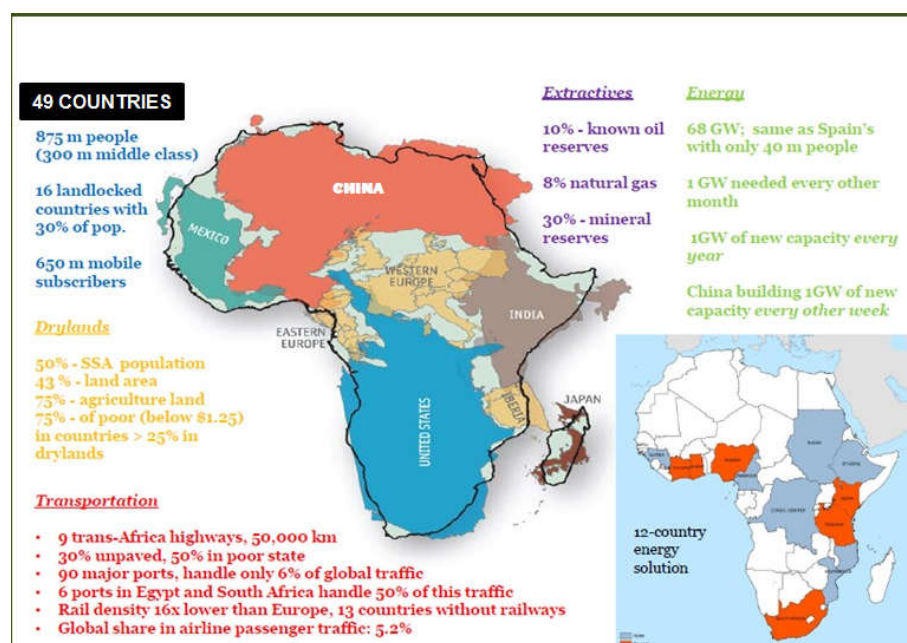 49 COUNTRIES
875 m people
(300 m middle class)
16 landlocked
countries with
30% of pop.
650 m mobile
subscribers
Drylands
50% - SSA population
43 % - land area
75% - agriculture land
75% - of poor (below $1.25)
in countries > 25% in
drylands
CHINA
MEXICO
WESTERN
EUROPE
EASTERN
EUROPE
INDIA
UNITED STATES
IBERIA
JAPAN
Extractives
10% - known oil
reserves
8% natural gas
30% - mineral
reserves
Energy
68 GW; same as Spain's
with only 40 m people
1 GW needed every other
month
1GW of new capacity every
year
China building 1GW of new
capacity every other week
12-country
energy
solution
Transportation
• 9 trans-Africa highways, 50,000 km
• 30% unpaved, 50% in poor state
• 90 major ports, handle only 6% of global traffic
• 6 ports in Egypt and South Africa handle 50% of this traffic
• Rail density 16x lower than Europe, 13 countries without railways
• Global share in airline passenger traffic: 5.2%